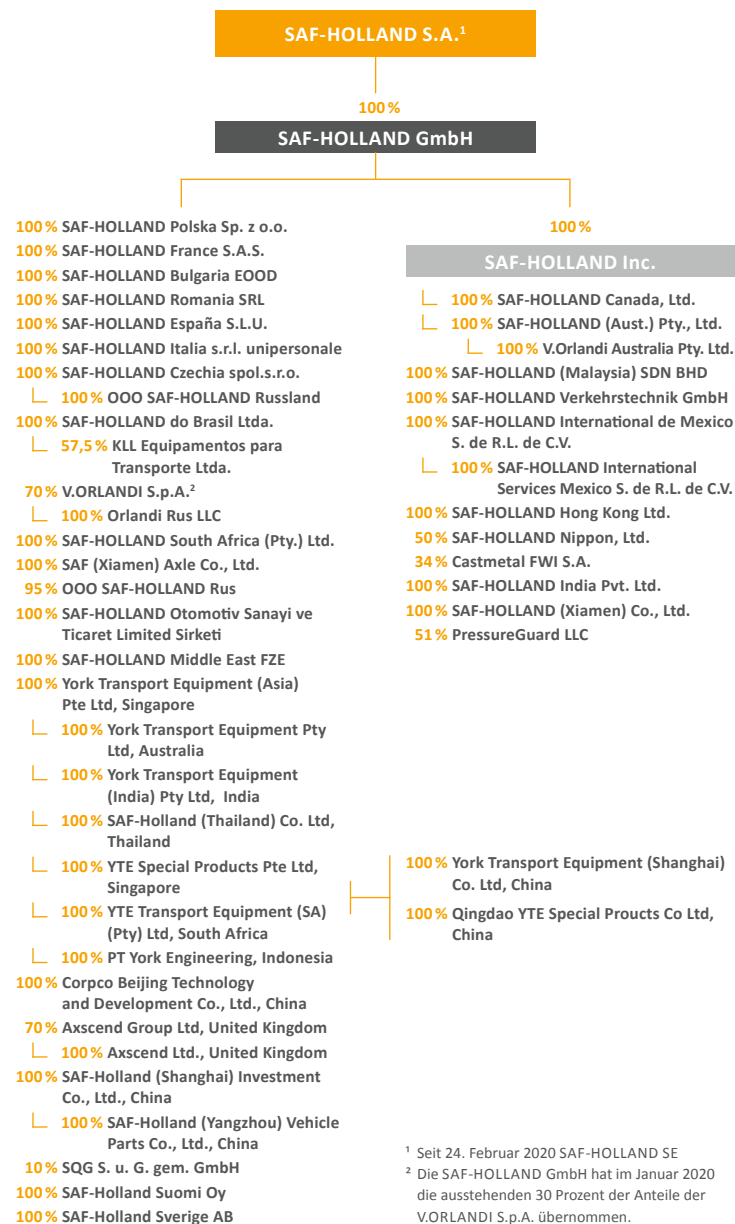 SAF-HOLLAND S.A.¹
100 %
SAF-HOLLAND GmbH
100 % SAF-HOLLAND Polska Sp. z o.o.
100 % SAF-HOLLAND France S.A.S.
100 % SAF-HOLLAND Bulgaria EOOD
100 % SAF-HOLLAND Romania SRL
100 % SAF-HOLLAND España S.L.U.
100 % SAF-HOLLAND Italia s.r.l. unipersonale
100 % SAF-HOLLAND Czechia spol.s.r.o.
100 % OOO SAF-HOLLAND Russland
100 % SAF-HOLLAND do Brasil Ltda.
57,5 % KLL Equipamentos para
Transporte Ltda.
70 % V.ORLANDI S.p.A.²
100 % Orlandi Rus LLC
100 % SAF-HOLLAND South Africa (Pty.) Ltd.
100 % SAF (Xiamen) Axle Co., Ltd.
95 % OOO SAF-HOLLAND Rus
100 % SAF-HOLLAND Otomotiv Sanayi ve
Ticaret Limited Sirketi
100 % SAF-HOLLAND Middle East FZE
100 % York Transport Equipment (Asia)
Pte Ltd, Singapore
100 % York Transport Equipment Pty
Ltd, Australia
100 % York Transport Equipment
(India) Pty Ltd, India
100 % SAF-Holland (Thailand) Co. Ltd,
Thailand
100 % YTE Special Products Pte Ltd,
Singapore
100 % YTE Transport Equipment (SA)
(Pty) Ltd, South Africa
100 % PT York Engineering, Indonesia
100 % Corpco Beijing Technology
and Development Co., Ltd., China
70 % Axscend Group Ltd, United Kingdom
100 % Axscend Ltd., United Kingdom
100 % SAF-Holland (Shanghai) Investment
Co., Ltd., China
100 % SAF-Holland (Yangzhou) Vehicle
Parts Co., Ltd., China
10 % SQG S. u. G. gem. GmbH
100 % SAF-Holland Suomi Oy
100 % SAF-Holland Sverige AB
100 %
SAF-HOLLAND Inc.
100 % SAF-HOLLAND Canada, Ltd.
100 % SAF-HOLLAND (Aust.) Pty., Ltd.
100 % V.Orlandi Australia Pty. Ltd.
100 % SAF-HOLLAND (Malaysia) SDN BHD
100 % SAF-HOLLAND Verkehrstechnik GmbH
100 % SAF-HOLLAND International de Mexico
S. de R.L. de C.V.
100 % SAF-HOLLAND International
Services Mexico S. de R.L. de C.V.
100 % SAF-HOLLAND Hong Kong Ltd.
50 % SAF-HOLLAND Nippon, Ltd.
34 % Castmetal FWI S.A.
100 % SAF-HOLLAND India Pvt. Ltd.
100 % SAF-HOLLAND (Xiamen) Co., Ltd.
51 % PressureGuard LLC
100 % York Transport Equipment (Shanghai)
Co. Ltd, China
100 % Qingdao YTE Special Proucts Co Ltd,
China
¹ Seit 24. Februar 2020 SAF-HOLLAND SE
² Die SAF-HOLLAND GmbH hat im Januar 2020
die ausstehenden 30 Prozent der Anteile der
V.ORLANDI S.p.A. übernommen.